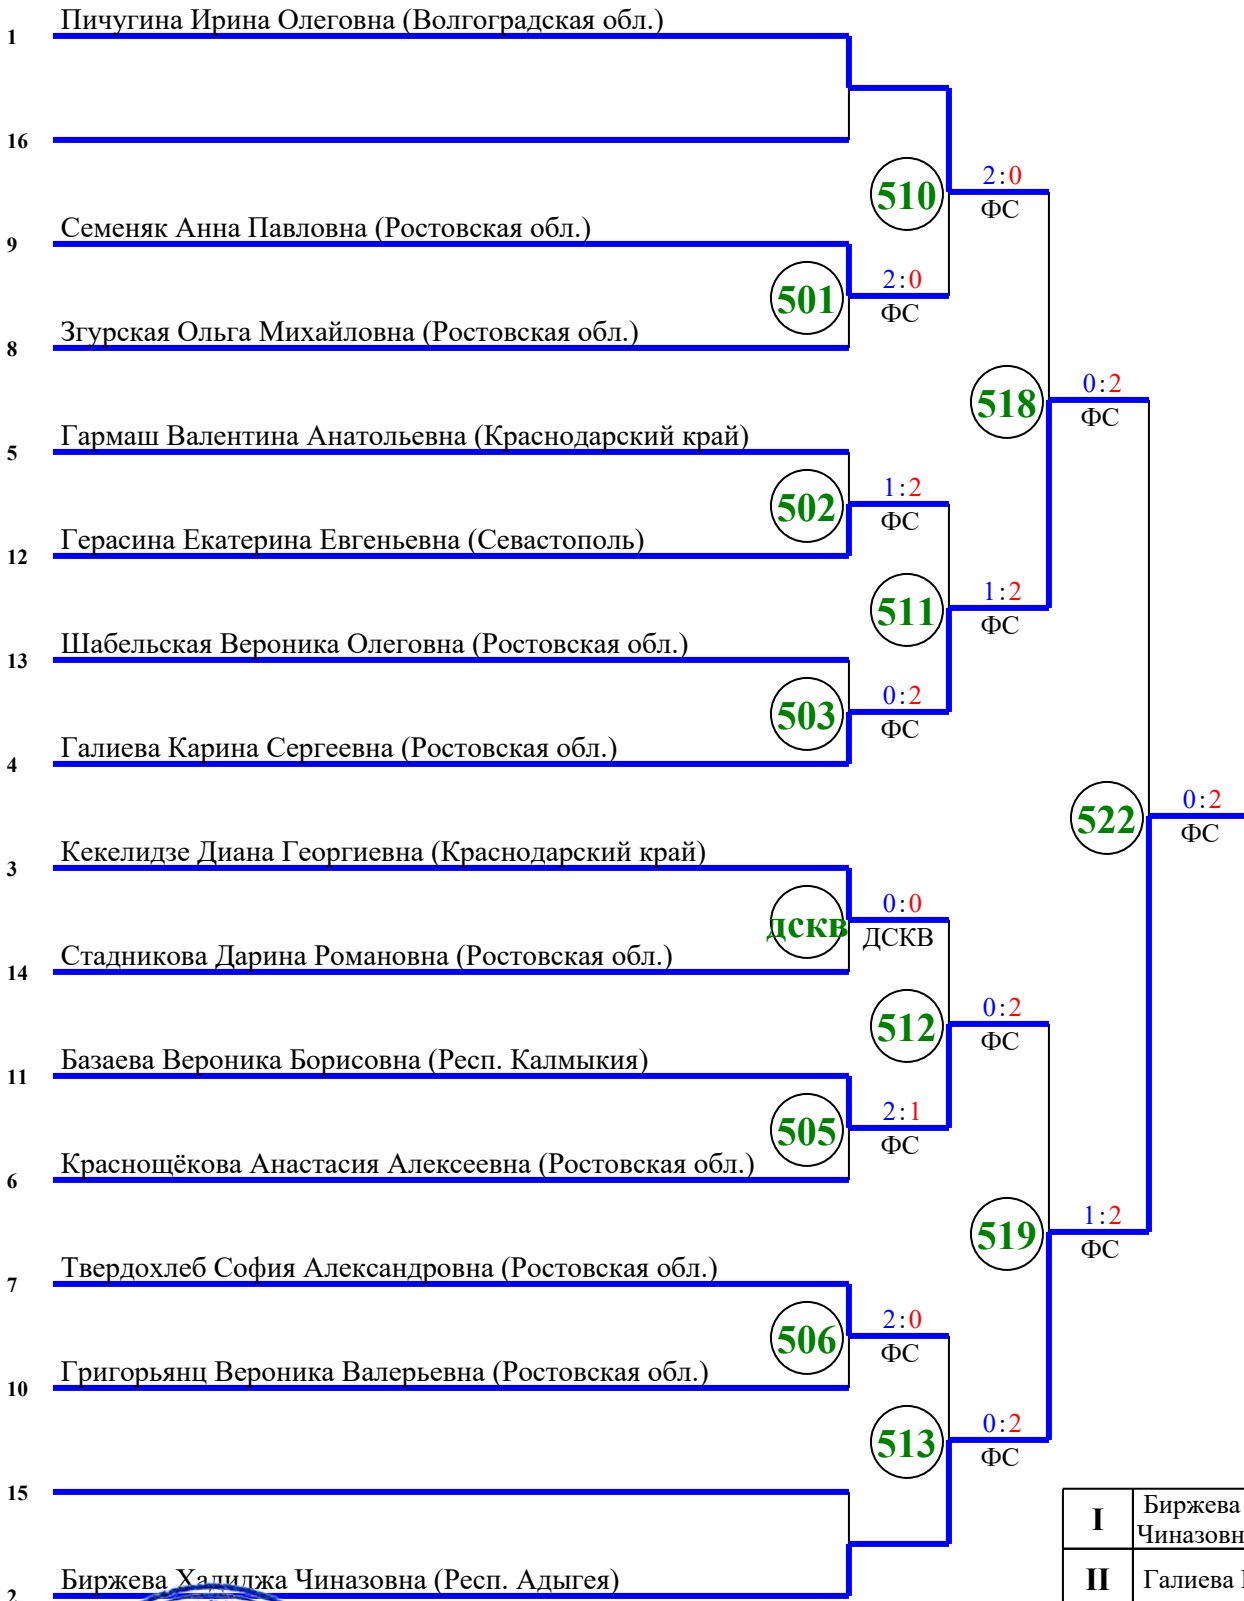 Пичугина Ирина Олеговна (Волгоградская обл.)
1
16
510
2:0
ФС
Семеняк Анна Павловна (Ростовская обл.)
9
501
2:0
ФС
Згурская Ольга Михайловна (Ростовская обл.)
8
518
0:2
ФС
Гармаш Валентина Анатольевна (Краснодарский край)
5
502
1:2
ФС
Герасина Екатерина Евгеньевна (Севастополь)
12
511
1:2
ФС
Шабельская Вероника Олеговна (Ростовская обл.)
13
503
0:2
ФС
Галиева Карина Сергеевна (Ростовская обл.)
4
522
0:2
ФС
Кекелидзе Диана Георгиевна (Краснодарский край)
3
дскв
0:0
ДСКВ
Стадникова Дарина Романовна (Ростовская обл.)
14
512
0:2
ФС
Базаева Вероника Борисовна (Респ. Калмыкия)
11
505
2:1
ФС
Краснощёкова Анастасия Алексеевна (Ростовская обл.)
6
519
1:2
ФС
Твердохлеб София Александровна (Ростовская обл.)
7
506
2:0
ФС
Григорьянц Вероника Валерьевна (Ростовская обл.)
10
513
0:2
ФС
15
Биржева Халиджа Чиназовна (Респ. Адыгея)
2
I
Биржева
Чиназовн
II
Галиева